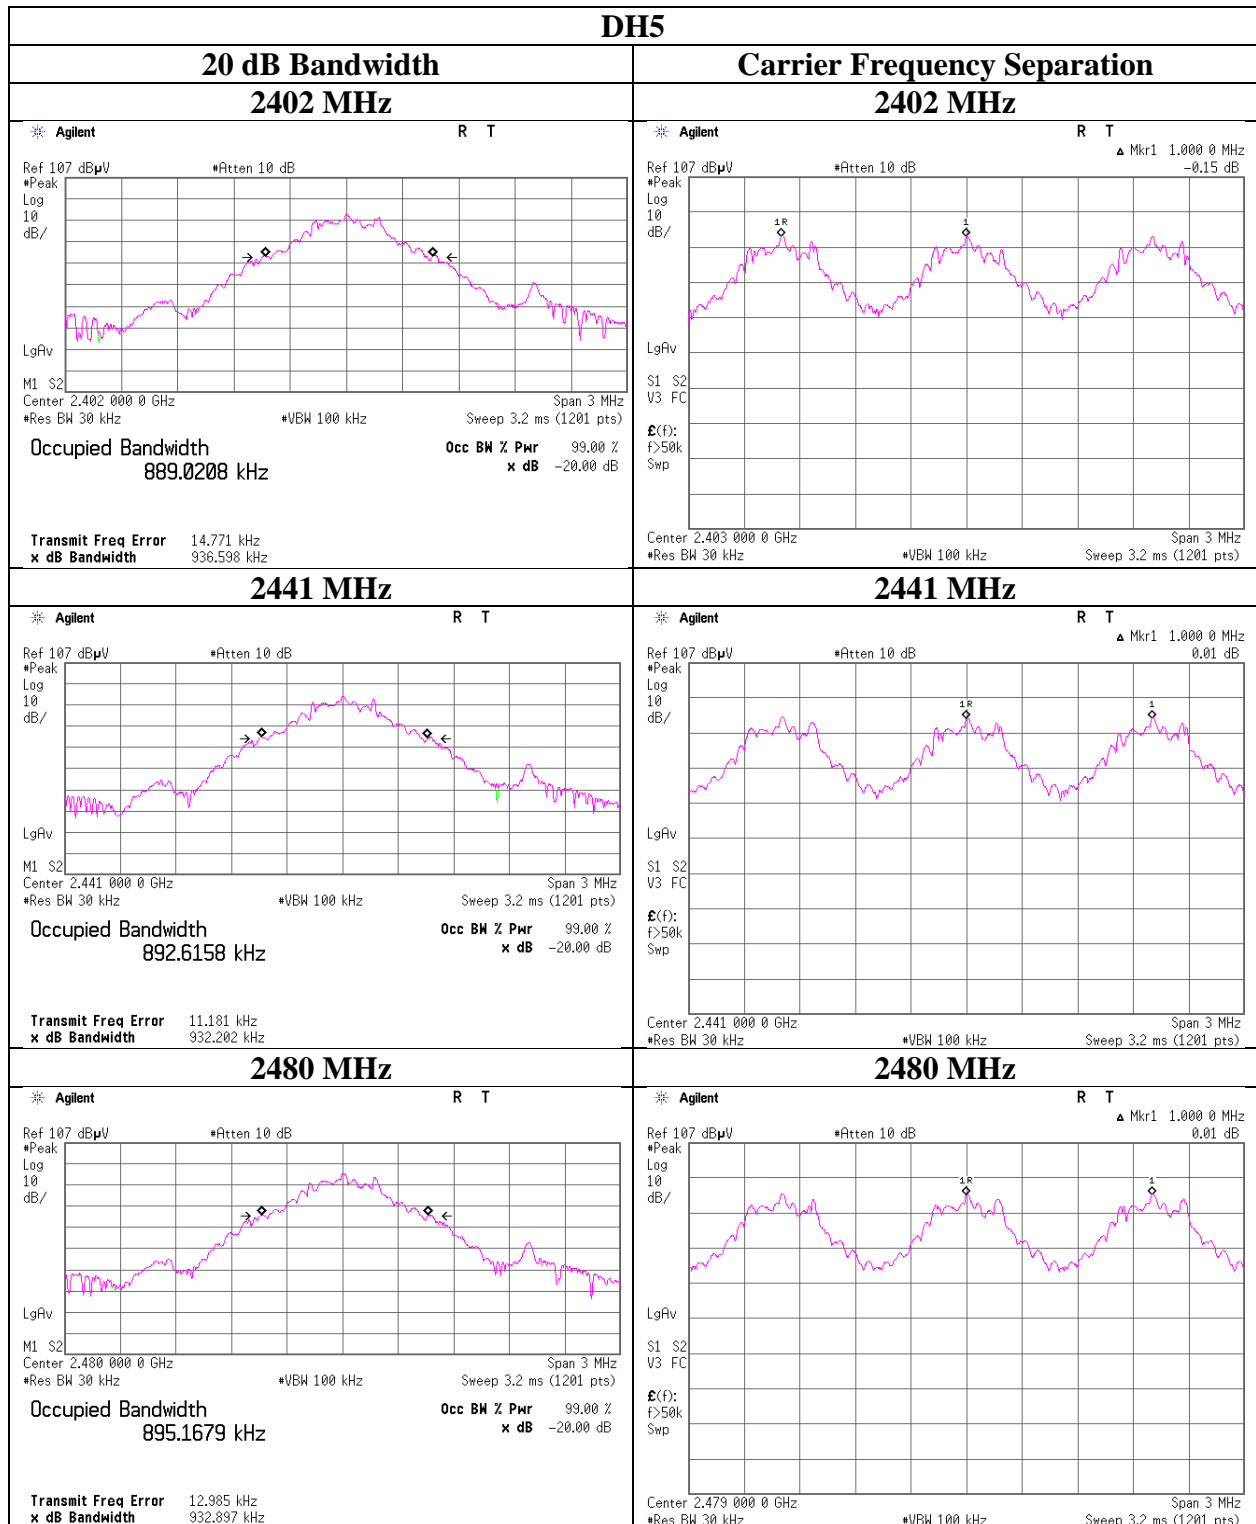 DH5
20 dB Bandwidth
Carrier Frequency Separation
2402 MHz
2402 MHz
Agilent
R T
Ref 107 dBµV
#Atten 10 dB
#Peak
Log
10
dB/
LgAv
M1 S2
Center 2.402 000 0 GHz
Span 3 MHz
#Res BW 30 kHz
#VBW 100 kHz
Sweep 3.2 ms (1201 pts)
Occupied Bandwidth
889.0208 kHz
Occ BW % Pwr 99.00 %
x dB -20.00 dB
Transmit Freq Error 14.771 kHz
x dB Bandwidth 936.598 kHz
Agilent
R T
Δ Mkr1 1.000 0 MHz
Ref 107 dBµV
#Atten 10 dB
-0.15 dB
#Peak
Log
10
dB/
1R
1
LgAv
S1 S2
V3 FC
£(f):
f>50k
Swp
Center 2.403 000 0 GHz
Span 3 MHz
#Res BW 30 kHz
#VBW 100 kHz
Sweep 3.2 ms (1201 pts)
2441 MHz
2441 MHz
Agilent
R T
Ref 107 dBµV
#Atten 10 dB
#Peak
Log
10
dB/
LgAv
M1 S2
Center 2.441 000 0 GHz
Span 3 MHz
#Res BW 30 kHz
#VBW 100 kHz
Sweep 3.2 ms (1201 pts)
Occupied Bandwidth
892.6158 kHz
Occ BW % Pwr 99.00 %
x dB -20.00 dB
Transmit Freq Error 11.181 kHz
x dB Bandwidth 932.202 kHz
Agilent
R T
Δ Mkr1 1.000 0 MHz
Ref 107 dBµV
#Atten 10 dB
0.01 dB
#Peak
Log
10
dB/
1R
1
LgAv
S1 S2
V3 FC
£(f):
f>50k
Swp
Center 2.441 000 0 GHz
Span 3 MHz
#Res BW 30 kHz
#VBW 100 kHz
Sweep 3.2 ms (1201 pts)
2480 MHz
2480 MHz
Agilent
R T
Ref 107 dBµV
#Atten 10 dB
#Peak
Log
10
dB/
LgAv
M1 S2
Center 2.480 000 0 GHz
Span 3 MHz
#Res BW 30 kHz
#VBW 100 kHz
Sweep 3.2 ms (1201 pts)
Occupied Bandwidth
895.1679 kHz
Occ BW % Pwr 99.00 %
x dB -20.00 dB
Transmit Freq Error 12.985 kHz
x dB Bandwidth 932.897 kHz
Agilent
R T
Δ Mkr1 1.000 0 MHz
Ref 107 dBµV
#Atten 10 dB
0.01 dB
#Peak
Log
10
dB/
1R
1
LgAv
S1 S2
V3 FC
£(f):
f>50k
Swp
Center 2.479 000 0 GHz
Span 3 MHz
#Res BW 30 kHz
#VBW 100 kHz
Sweep 3.2 ms (1201 pts)